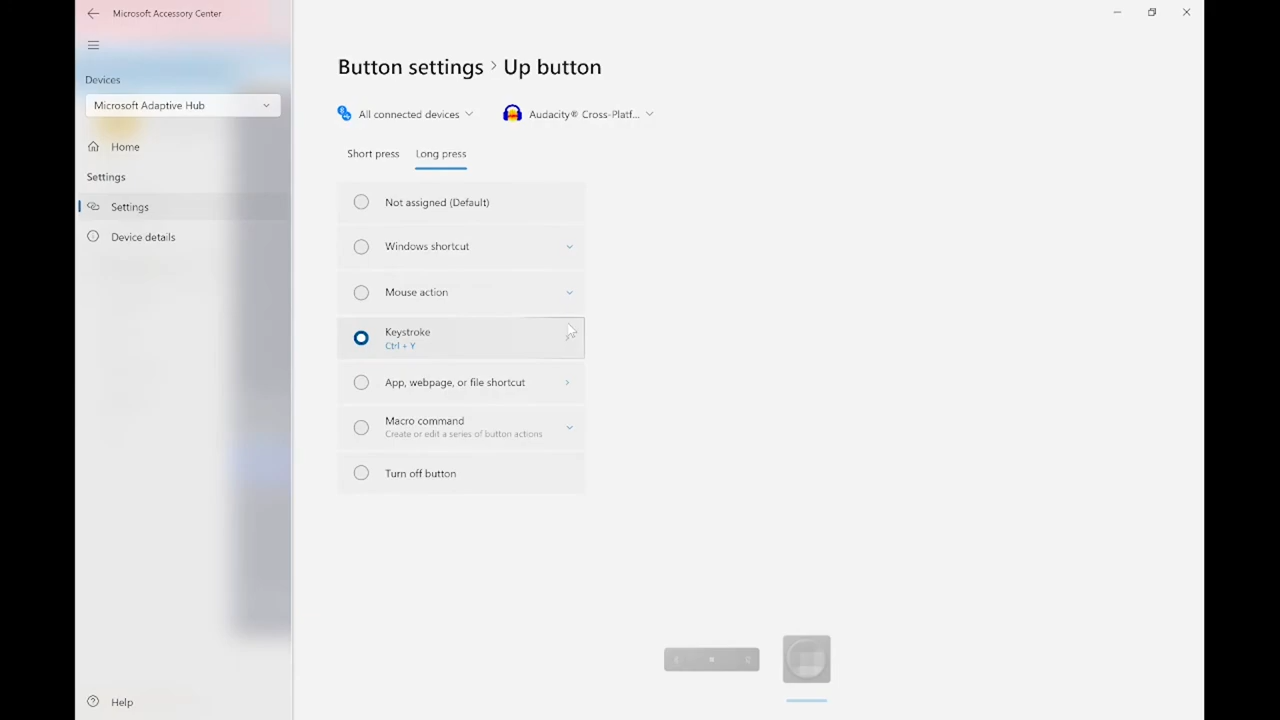 Microsoft Accessory Center
Devices
Microsoft Adaptive Hub
Home
Settings
Settings
Device details
Help
Button settings > Up button
All connected devices
Audacity® Cross-Platf...
Short press
Long press
Not assigned (Default)
Windows shortcut
Mouse action
Keystroke
Ctrl + Y
App, webpage, or file shortcut
Macro command
Create or edit a series of button actions
Turn off button